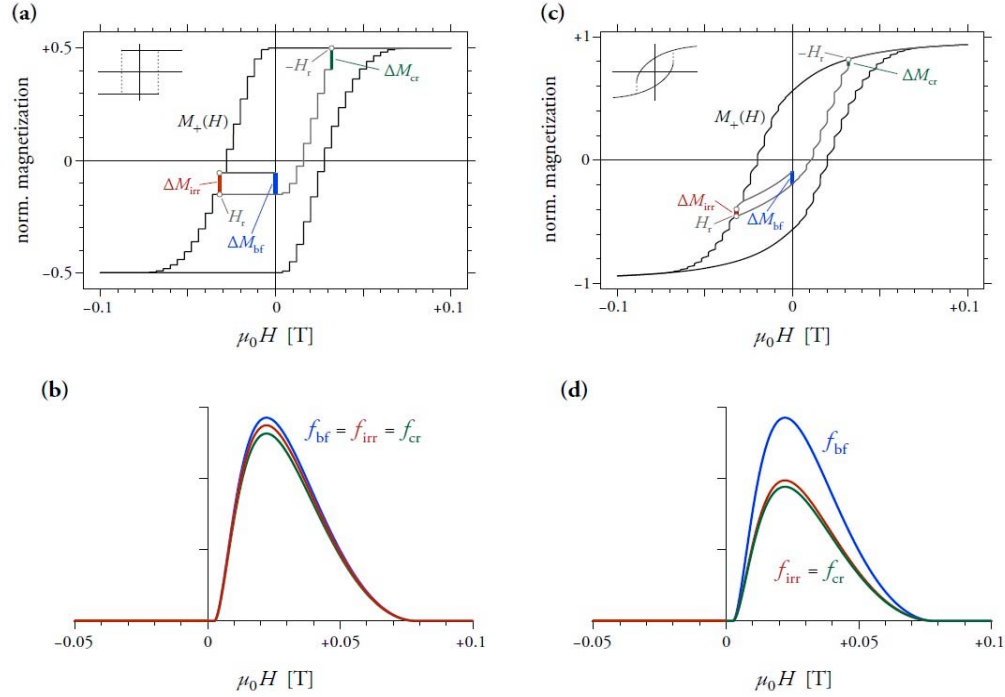 (a)
norm. magnetization
+0.5
0
-0.5
M+(H)
−Hr
ΔMcr
ΔMirr
Hr
ΔMbf
-0.1
0
+0.1
μ0H [T]
(c)
norm. magnetization
+1
0
−1
M+(H)
−Hr
ΔMcr
ΔMirr
Hr
ΔMbf
-0.1
0
+0.1
μ0H [T]
(b)
fbf = firr = fcr
-0.05
0
+0.05
+0.1
μ0H [T]
(d)
fbf
firr = fcr
-0.05
0
+0.05
+0.1
μ0H [T]